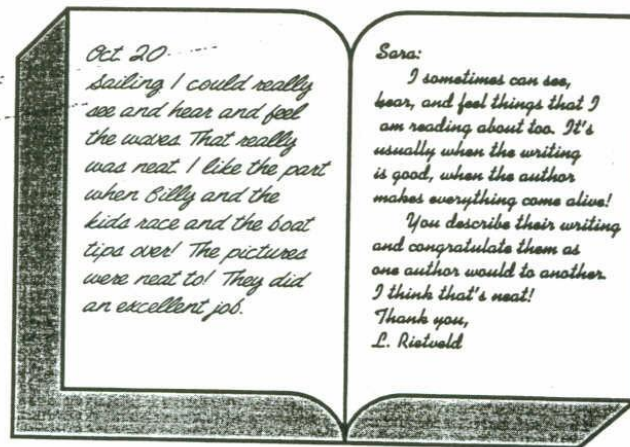 Oct. 20
Sailing I could really
see and hear and feel
the waves. That really
was neat. I like the part
when Billy and the
kids race and the boat
tips over! The pictures
were neat to! They did
an excellent job.
Sara:
I sometimes can see,
hear, and feel things that I
am reading about too. It's
usually when the writing
is good, when the author
makes everything come alive!
You describe their writing
and congratulate them as
one author would to another.
I think that's neat!
Thank you,
L. Rietveld